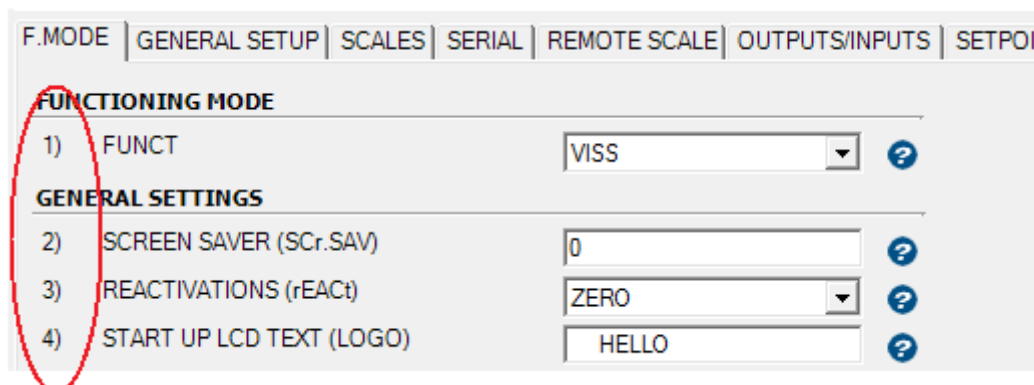 F.MODE GENERAL SETUP SCALES SERIAL REMOTE SCALE OUTPUTS/INPUTS SETPOI
FUNCTIONING MODE
1) FUNCT VISS ?
GENERAL SETTINGS
2) SCREEN SAVER (SCr.SAV) 0 ?
3) REACTIVATIONS (rEACt) ZERO ?
4) START UP LCD TEXT (LOGO) HELLO ?